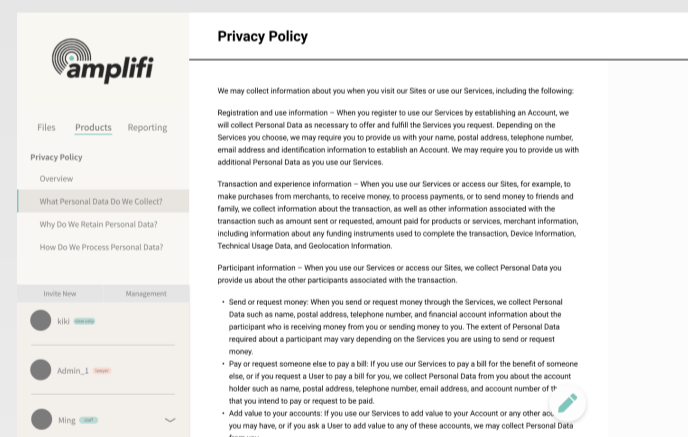 amplifi
Privacy Policy
Files Products Reporting
Privacy Policy
Overview
What Personal Data Do We Collect?
Why Do We Retain Personal Data?
How Do We Process Personal Data?
Invite New Management
kiki
Admin_1
Ming
We may collect information about you when you visit our Sites or use our Services, including the following:
Registration and use information – When you register to use our Services by establishing an Account, we
will collect Personal Data as necessary to offer and fulfill the Services you request. Depending on the
Services you choose, we may require you to provide us with your name, postal address, telephone number,
email address and identification information to establish an Account. We may require you to provide us with
additional Personal Data as you use our Services.
Transaction and experience information – When you use our Services or access our Sites, for example, to
make purchases from merchants, to receive money, to process payments, or to send money to friends and
family, we collect information about the transaction, as well as other information associated with the
transaction such as amount sent or requested, amount paid for products or services, merchant information,
including information about any funding instruments used to complete the transaction, Device Information,
Technical Usage Data, and Geolocation Information.
Participant information – When you use our Services or access our Sites, we collect Personal Data you
provide us about the other participants associated with the transaction.
• Send or request money: When you send or request money through the Services, we collect Personal
Data such as name, postal address, telephone number, and financial account information about the
participant who is receiving money from you or sending money to you. The extent of Personal Data
required about a participant may vary depending on the Services you are using to send or request
money.
• Pay or request someone else to pay a bill: If you use our Services to pay a bill for the benefit of someone
else, or if you request a User to pay a bill for you, we collect Personal Data from you about the account
holder such as name, postal address, telephone number, email address, and account number of
that you intend to pay or request to be paid.
• Add value to your accounts: If you use our Services to add value to your Account or any other
you may have, or if you ask a User to add value to any of these accounts, we may collect Personal Data